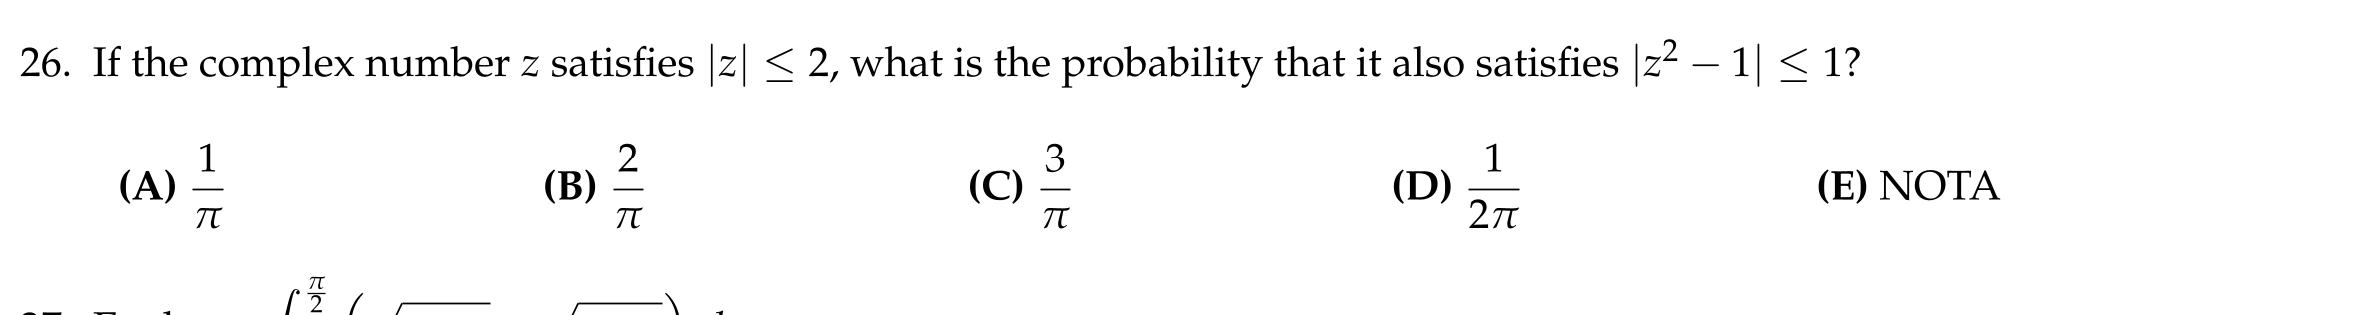 26. If the complex number z satisfies |z| ≤ 2, what is the probability that it also satisfies |z² − 1| ≤ 1?
(A) 1/π (B) 2/π (C) 3/π (D) 1/2π (E) NOTA